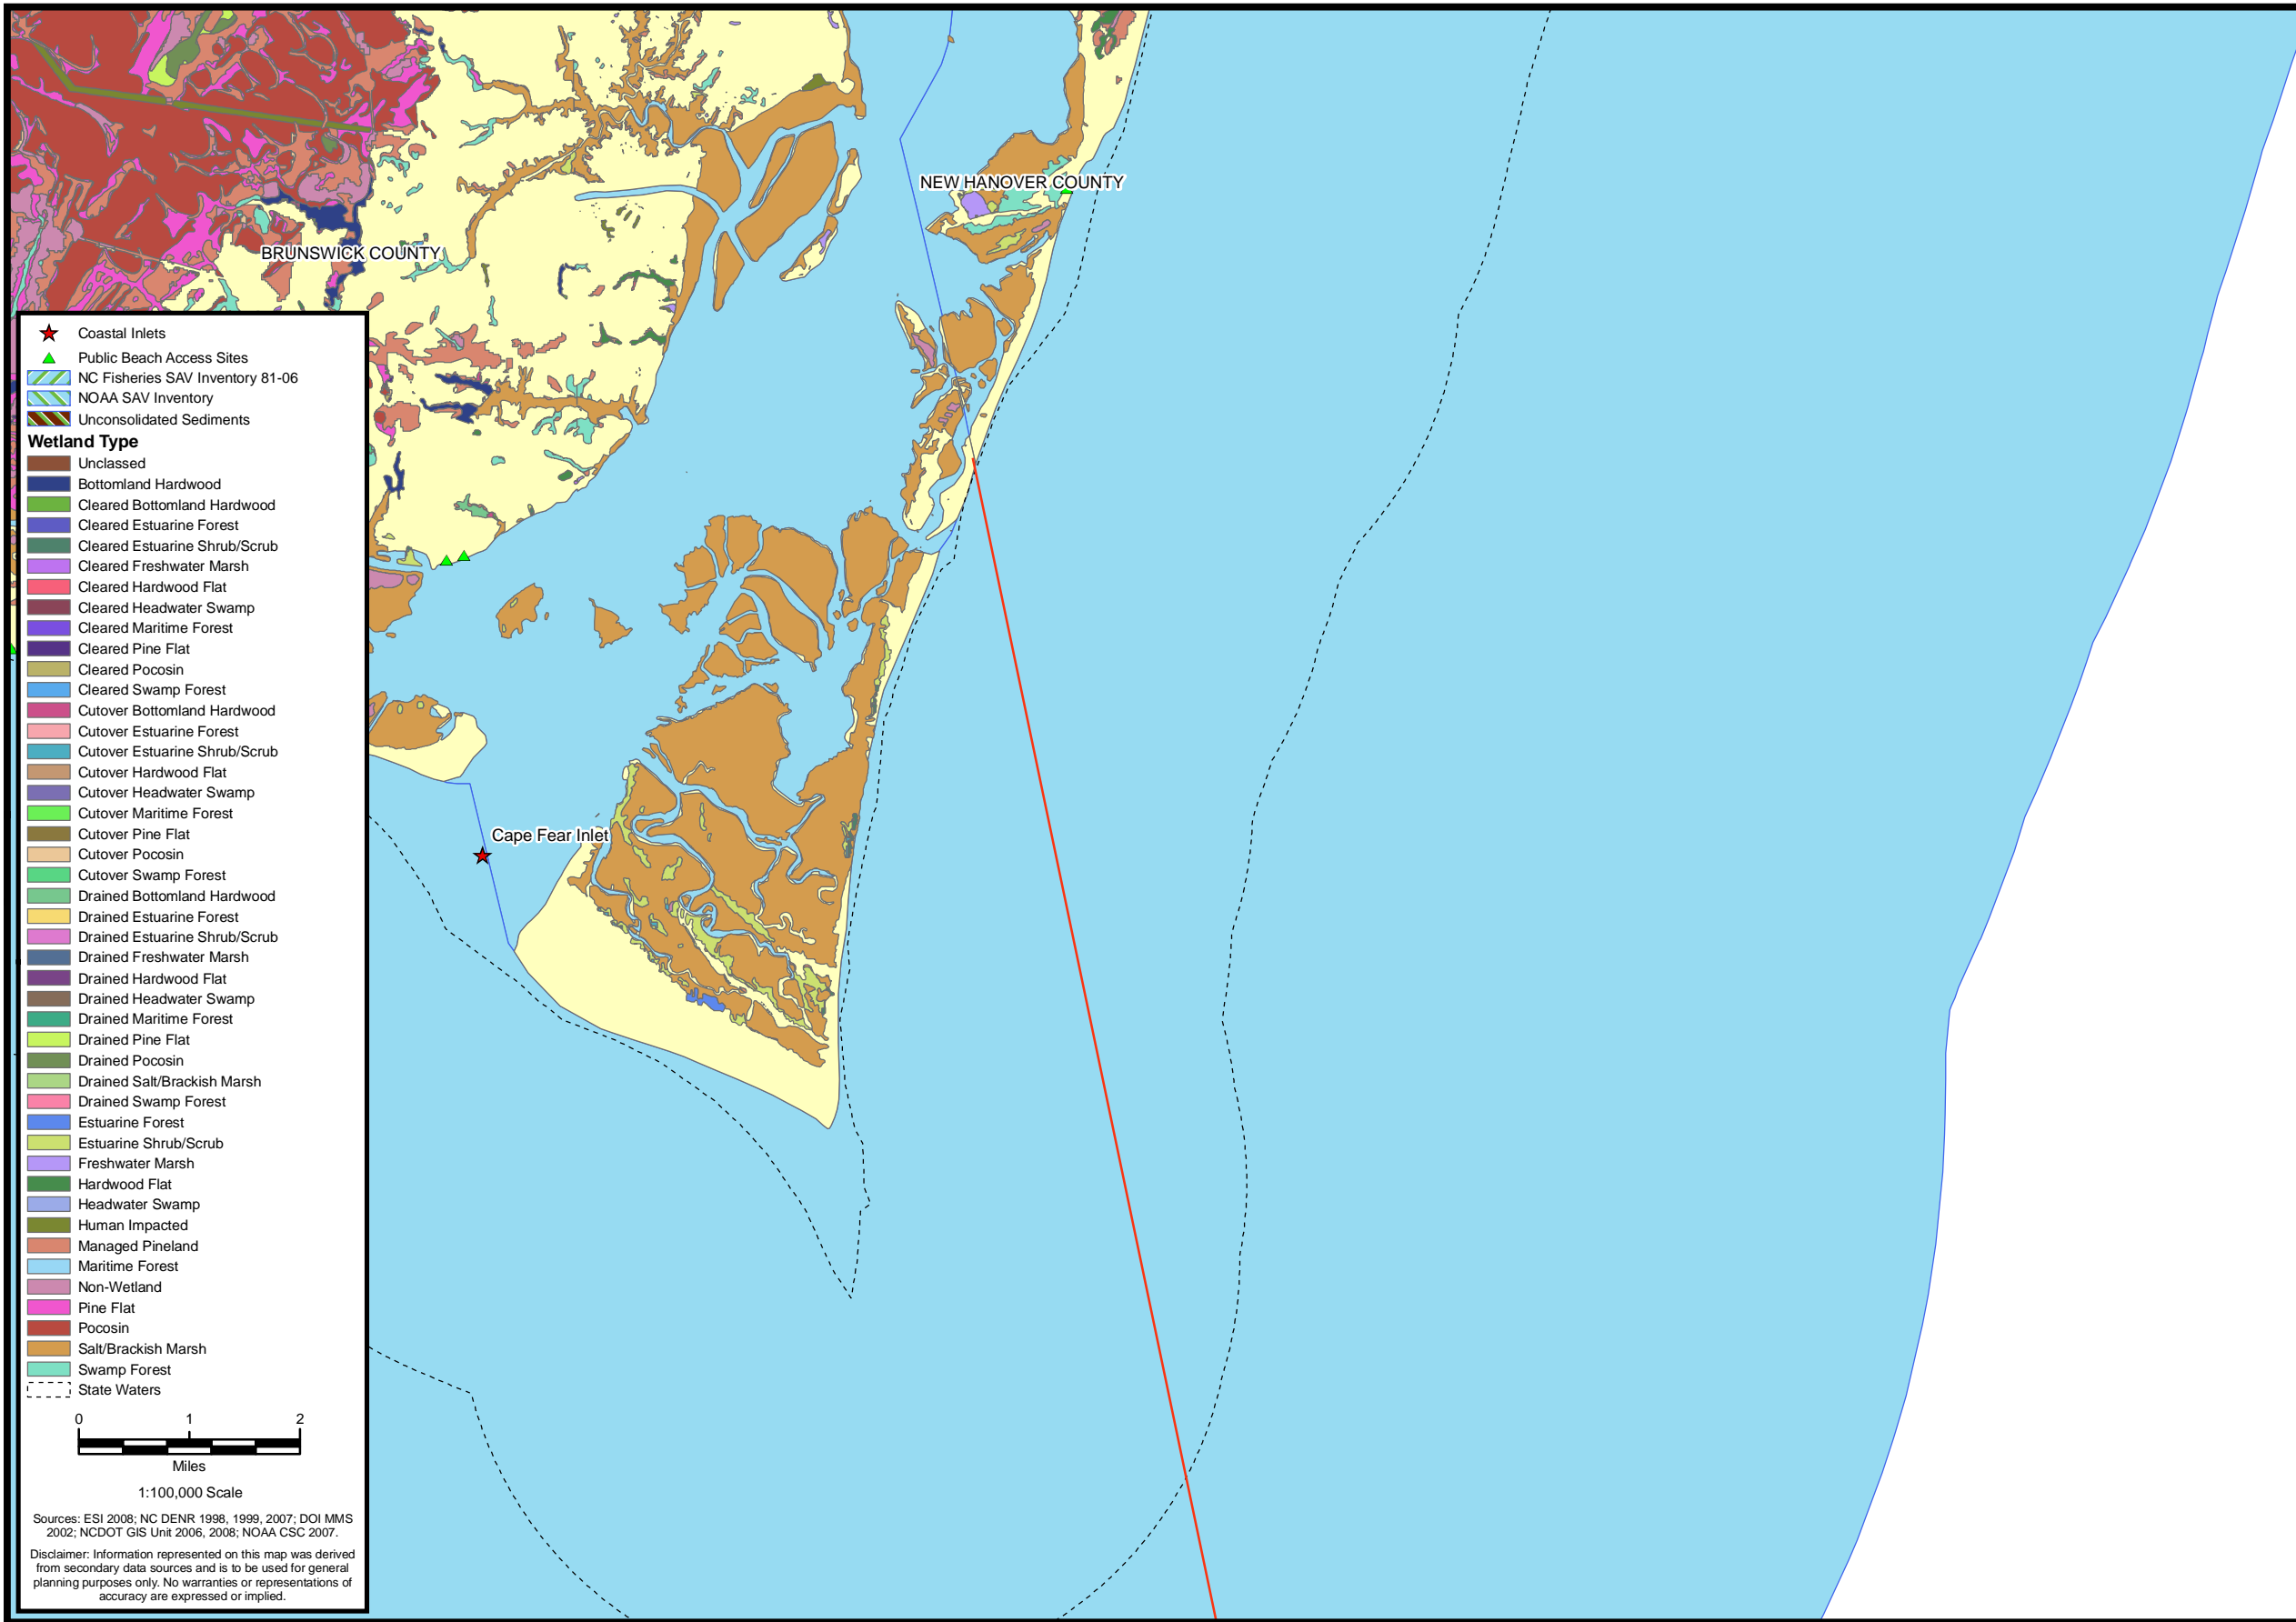 NEW HANOVER COUNTY
BRUNSWICK COUNTY
Cape Fear Inlet
Coastal Inlets
Public Beach Access Sites
NC Fisheries SAV Inventory 81-06
NOAA SAV Inventory
Unconsolidated Sediments
Wetland Type
Unclassed
Bottomland Hardwood
Cleared Bottomland Hardwood
Cleared Estuarine Forest
Cleared Estuarine Shrub/Scrub
Cleared Freshwater Marsh
Cleared Hardwood Flat
Cleared Headwater Swamp
Cleared Maritime Forest
Cleared Pine Flat
Cleared Pocosin
Cleared Swamp Forest
Cutover Bottomland Hardwood
Cutover Estuarine Forest
Cutover Estuarine Shrub/Scrub
Cutover Hardwood Flat
Cutover Headwater Swamp
Cutover Maritime Forest
Cutover Pine Flat
Cutover Pocosin
Cutover Swamp Forest
Drained Bottomland Hardwood
Drained Estuarine Forest
Drained Estuarine Shrub/Scrub
Drained Freshwater Marsh
Drained Hardwood Flat
Drained Headwater Swamp
Drained Maritime Forest
Drained Pine Flat
Drained Pocosin
Drained Salt/Brackish Marsh
Drained Swamp Forest
Estuarine Forest
Estuarine Shrub/Scrub
Freshwater Marsh
Hardwood Flat
Headwater Swamp
Human Impacted
Managed Pineland
Maritime Forest
Non-Wetland
Pine Flat
Pocosin
Salt/Brackish Marsh
Swamp Forest
State Waters
0 1 2
Miles
1:100,000 Scale
Sources: ESI 2008; NC DENR 1998, 1999, 2007; DOI MMS
2002; NCDOT GIS Unit 2006, 2008; NOAA CSC 2007.
Disclaimer: Information represented on this map was derived
from secondary data sources and is to be used for general
planning purposes only. No warranties or representations of
accuracy are expressed or implied.